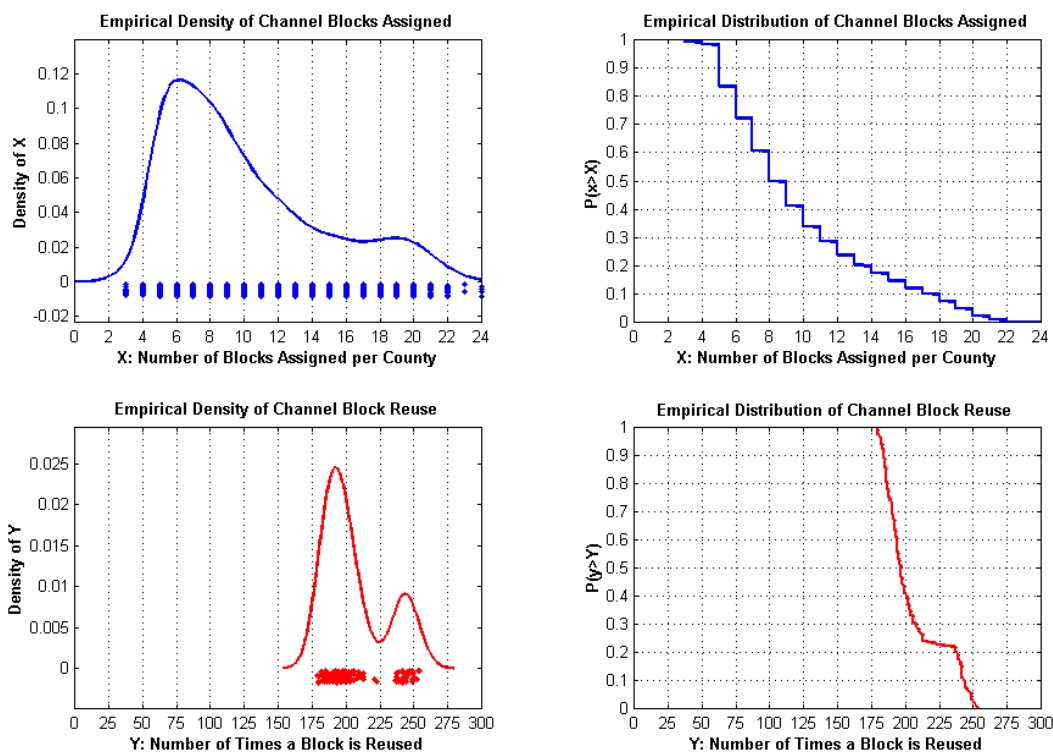 Empirical Density of Channel Blocks Assigned
0.12
0.1
0.08
0.06
0.04
0.02
0
-0.02
Density of X
0 2 4 6 8 10 12 14 16 18 20 22 24
X: Number of Blocks Assigned per County
Empirical Distribution of Channel Blocks Assigned
1
0.9
0.8
0.7
0.6
0.5
0.4
0.3
0.2
0.1
0
P(x>X)
0 2 4 6 8 10 12 14 16 18 20 22 24
X: Number of Blocks Assigned per County
Empirical Density of Channel Block Reuse
0.025
0.02
0.015
0.01
0.005
0
Density of Y
0 25 50 75 100 125 150 175 200 225 250 275 300
Y: Number of Times a Block is Reused
Empirical Distribution of Channel Block Reuse
1
0.9
0.8
0.7
0.6
0.5
0.4
0.3
0.2
0.1
0
P(y>Y)
0 25 50 75 100 125 150 175 200 225 250 275 300
Y: Number of Times a Block is Reused